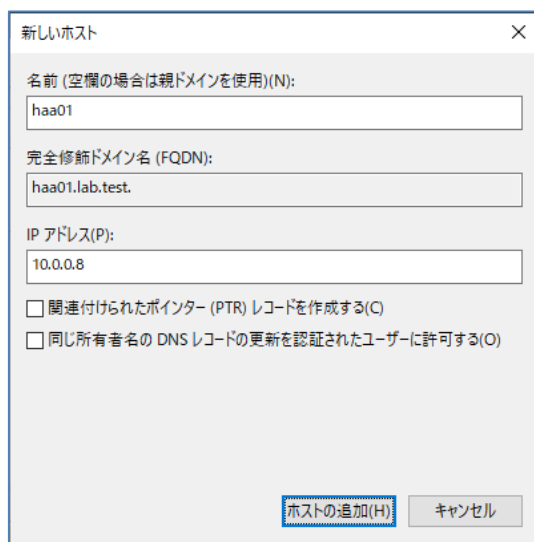 新しいホスト
名前 (空欄の場合は親ドメインを使用)(N):
haa01
完全修飾ドメイン名 (FQDN):
haa01.lab.test.
IP アドレス(P):
10.0.0.8
関連付けられたポインター (PTR) レコードを作成する(C)
同じ所有者名の DNS レコードの更新を認証されたユーザーに許可する(O)
ホストの追加(H) キャンセル